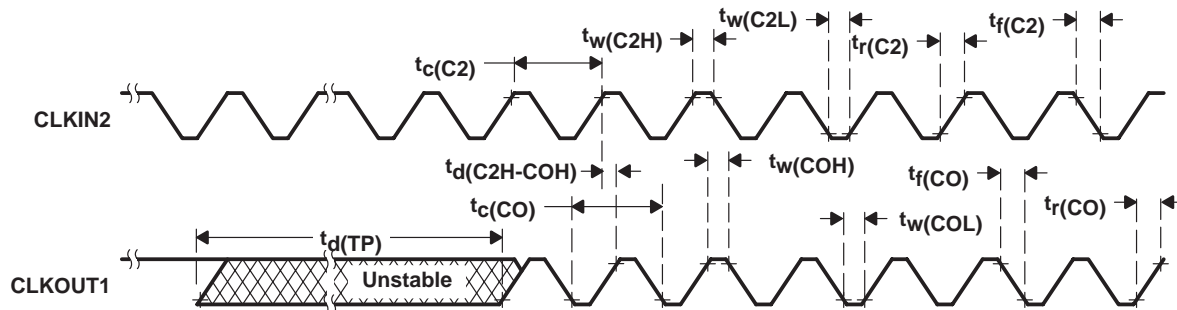 tw(C2L)
tf(C2)
tw(C2H)
tr(C2)
tc(C2)
CLKIN2
td(C2H-COH)
tw(COH)
tf(CO)
tc(CO)
tr(CO)
tw(COL)
td(TP)
Unstable
CLKOUT1